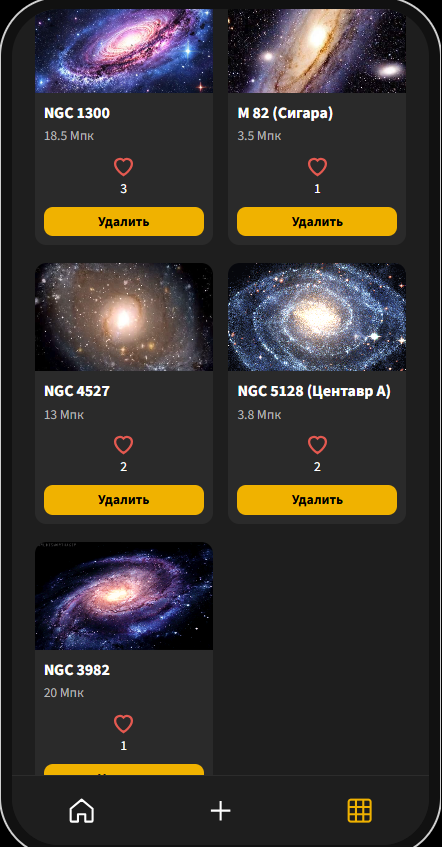 NGC 1300
18.5 Мпк
3
Удалить
M 82 (Сигара)
3.5 Мпк
1
Удалить
NGC 4527
13 Мпк
2
Удалить
NGC 5128 (Центавр А)
3.8 Мпк
2
Удалить
NGC 3982
20 Мпк
1